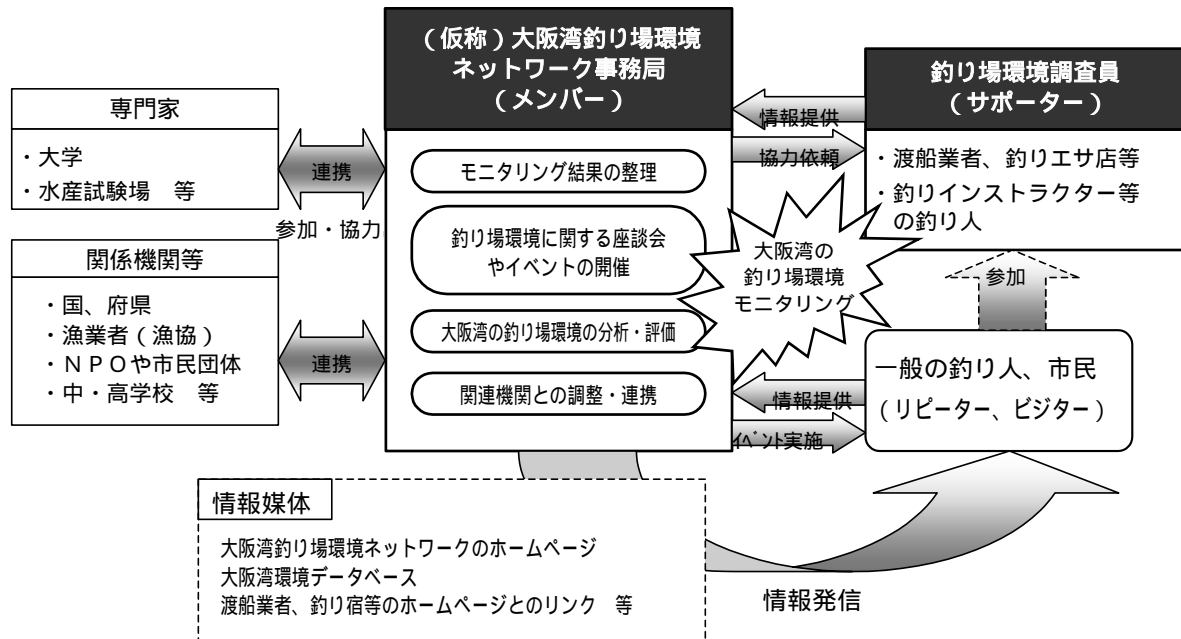 （仮称）大阪湾釣り場環境
ネットワーク事務局
（メンバー）
モニタリング結果の整理
釣り場環境に関する座談会
やイベントの開催
大阪湾の釣り場環境の分析・評価
関連機関との調整・連携
専門家
・大学
・水産試験場　等
連携
参加・協力
関係機関等
・国、府県
・漁業者（漁協）
・ＮＰＯや市民団体
・中・高学校　等
連携
釣り場環境調査員
（サポーター）
・渡船業者、釣りエサ店等
・釣りインストラクター等
の釣り人
情報提供
協力依頼
大阪湾の
釣り場環境
モニタリング
参加
一般の釣り人、市民
（リピーター、ビジター）
情報提供
ｲﾍﾞﾝﾄ実施
情報媒体
大阪湾釣り場環境ネットワークのホームページ
大阪湾環境データベース
渡船業者、釣り宿等のホームページとのリンク　等
情報発信